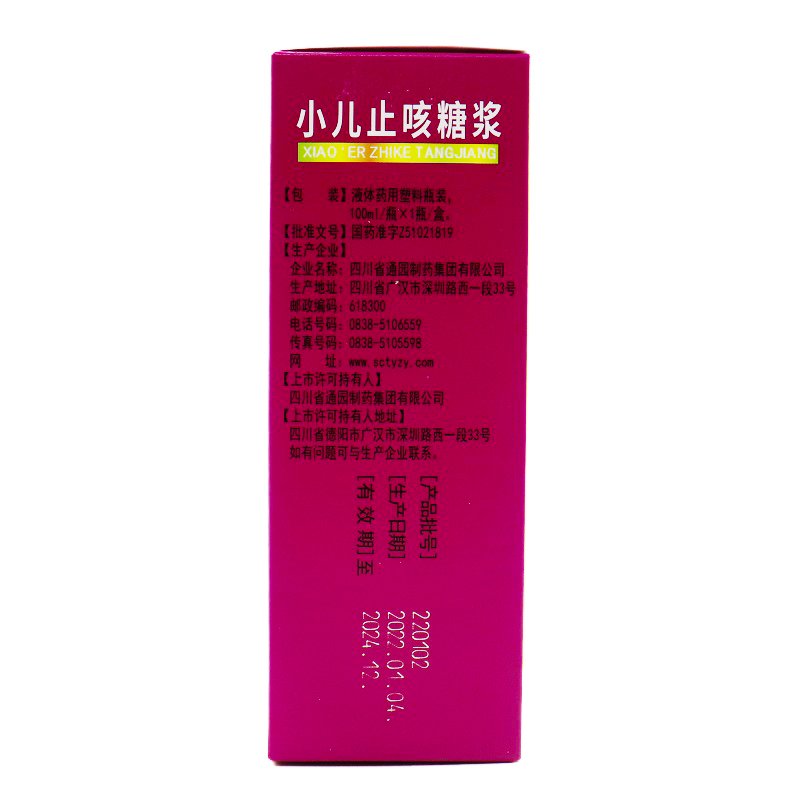 小儿止咳糖浆
XIAO'ER ZHIKE TANGJIANG
【包　　装】液体药用塑料瓶装,
100ml/瓶×1瓶/盒。
【批准文号】国药准字Z51021819
【生产企业】
企业名称：四川省通园制药集团有限公司
生产地址：四川省广汉市深圳路西一段33号
邮政编码：618300
电话号码：0838-5106559
传真号码：0838-5105598
网　　址：www.sctyzy.com
【上市许可持有人】
四川省通园制药集团有限公司
【上市许可持有人地址】
四川省德阳市广汉市深圳路西一段33号
如有问题可与生产企业联系。
[产品批号] 220102
[生产日期] 2022.01.04.
[有 效 期]至 2024.12.